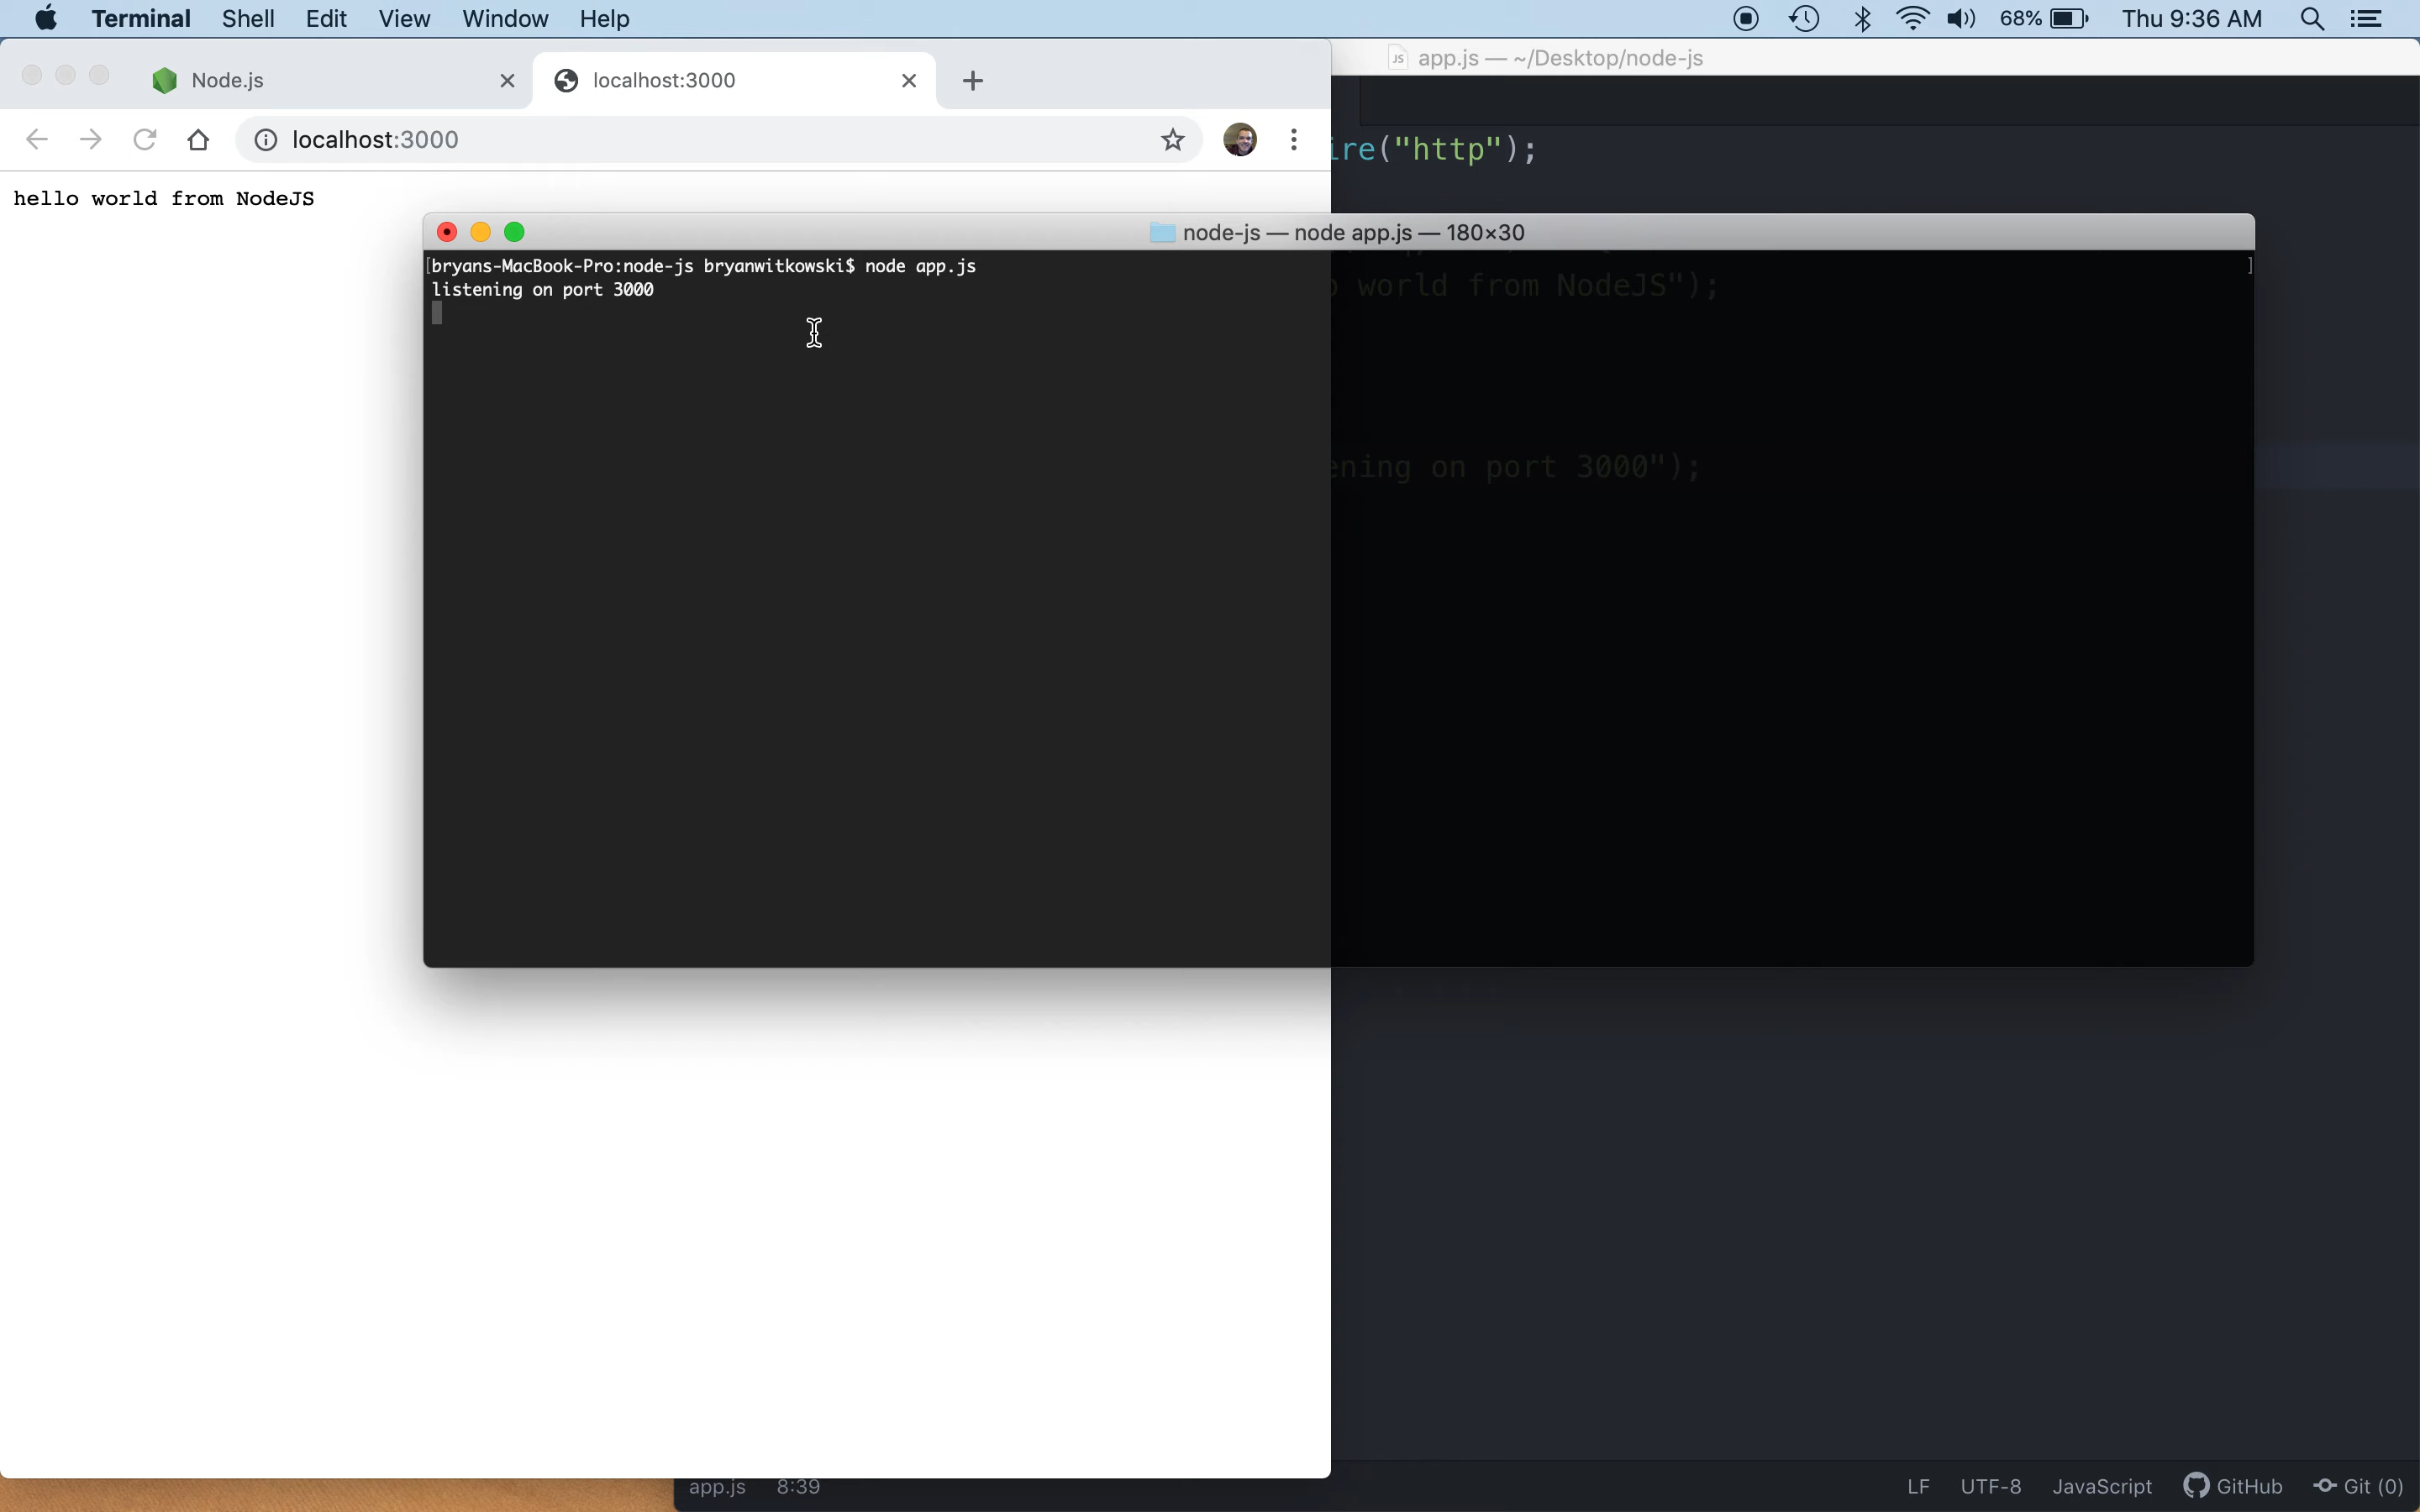 Terminal Shell Edit View Window Help 68% Thu 9:36 AM
Node.js localhost:3000
app.js — ~/Desktop/node-js
localhost:3000
ire("http");
hello world from NodeJS
node-js — node app.js — 180×30
[bryans-MacBook-Pro:node-js bryanwitkowski$ node app.js ]
listening on port 3000
world from NodeJS");
ening on port 3000");
app.js 8:39 LF UTF-8 JavaScript GitHub Git (0)